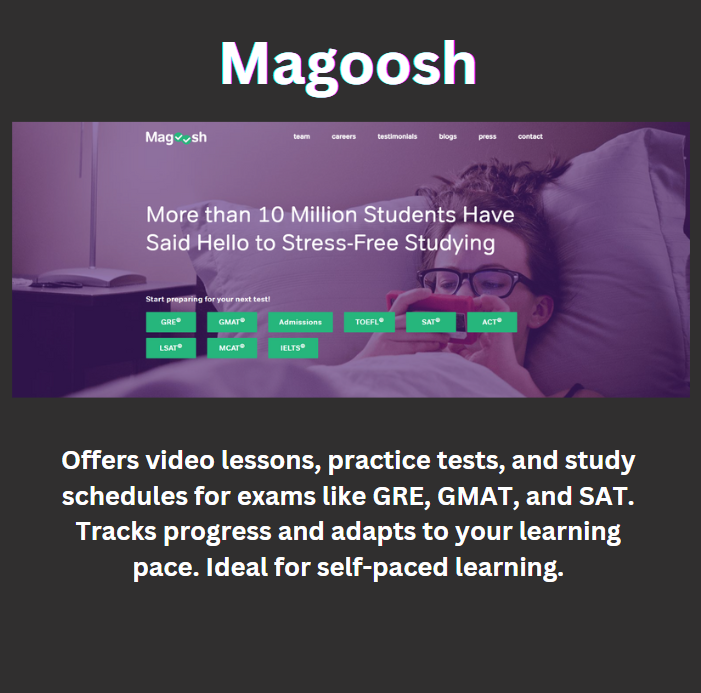 Magoosh
Magoosh
team careers testimonials blogs press contact
More than 10 Million Students Have
Said Hello to Stress-Free Studying
Start preparing for your next test!
GRE® GMAT® Admissions TOEFL® SAT® ACT®
LSAT® MCAT® IELTS®
Offers video lessons, practice tests, and study
schedules for exams like GRE, GMAT, and SAT.
Tracks progress and adapts to your learning
pace. Ideal for self-paced learning.